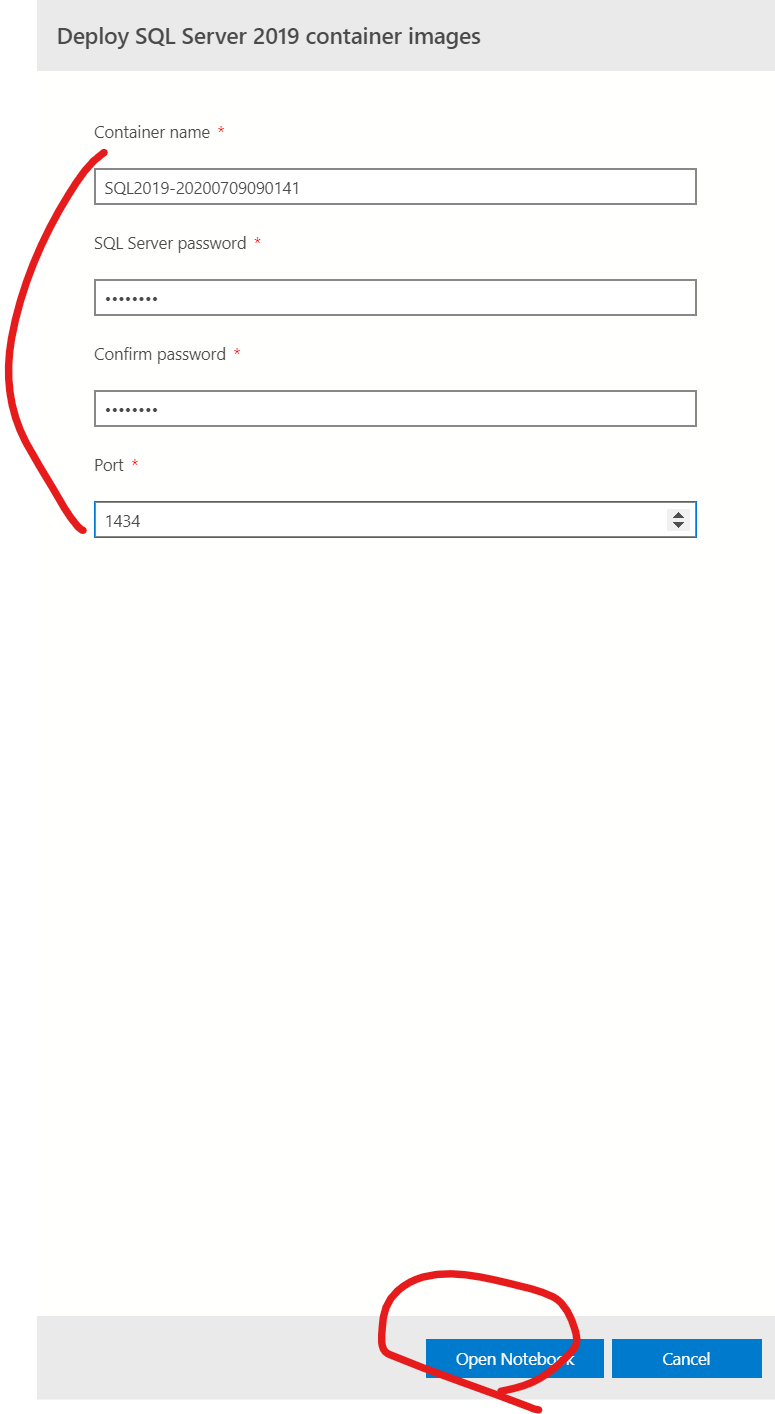 Deploy SQL Server 2019 container images
Container name *
SQL2019-20200709090141
SQL Server password *
••••••••
Confirm password *
••••••••
Port *
1434
Open Notebook Cancel